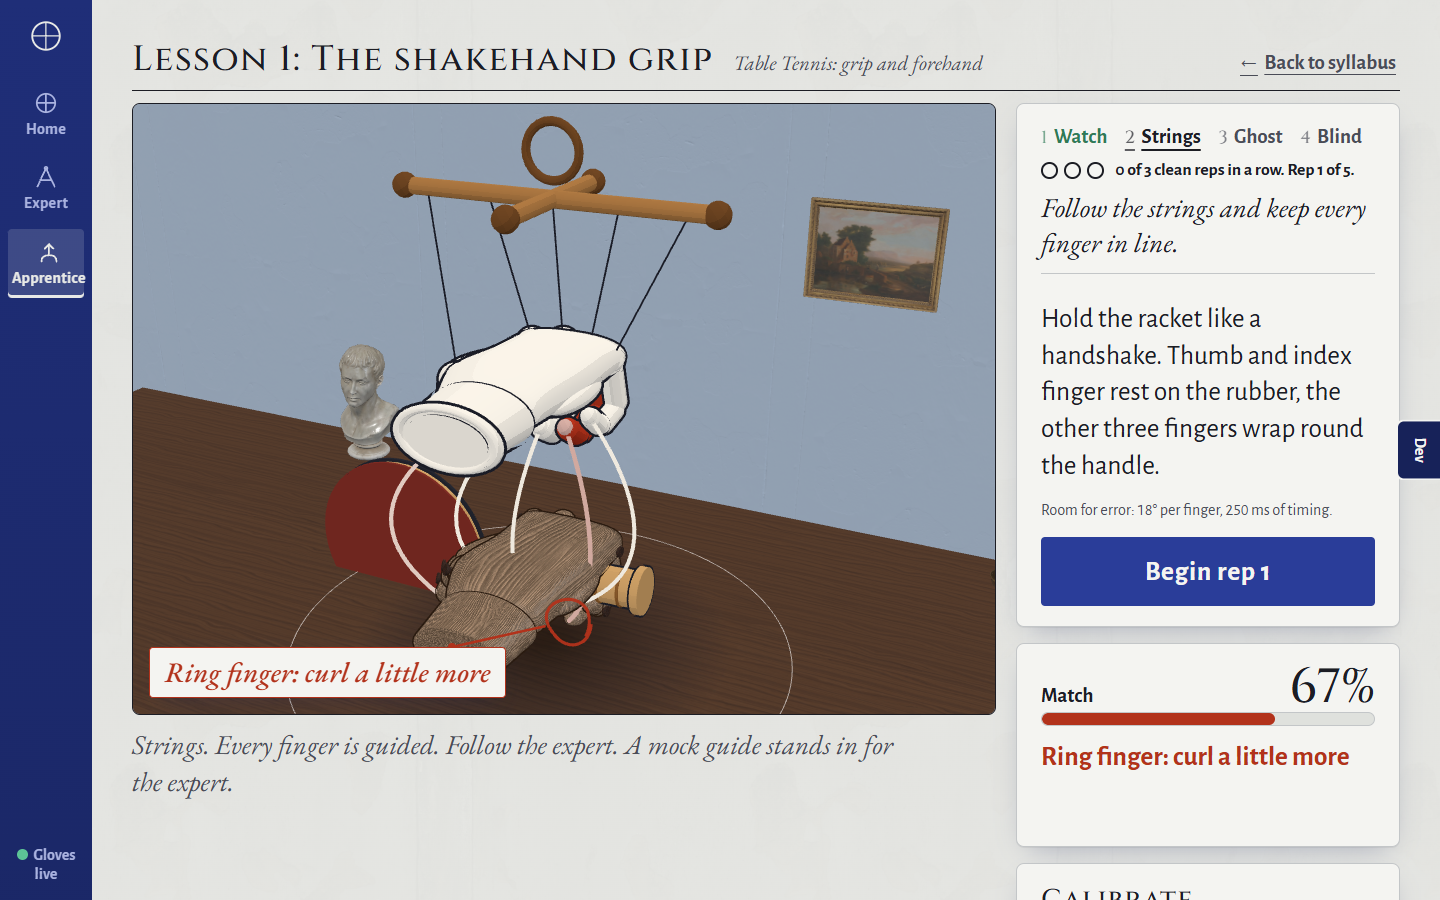 Lesson 1: The shakehand grip
Table Tennis: grip and forehand
← Back to syllabus
Home
Expert
Apprentice
Gloves
live
Ring finger: curl a little more
Strings. Every finger is guided. Follow the expert. A mock guide stands in for
the expert.
1 Watch 2 Strings 3 Ghost 4 Blind
0 of 3 clean reps in a row. Rep 1 of 5.
Follow the strings and keep every
finger in line.
Hold the racket like a
handshake. Thumb and index
finger rest on the rubber, the
other three fingers wrap round
the handle.
Room for error: 18° per finger, 250 ms of timing.
Begin rep 1
Match 67%
Ring finger: curl a little more
Calibrate
Dev